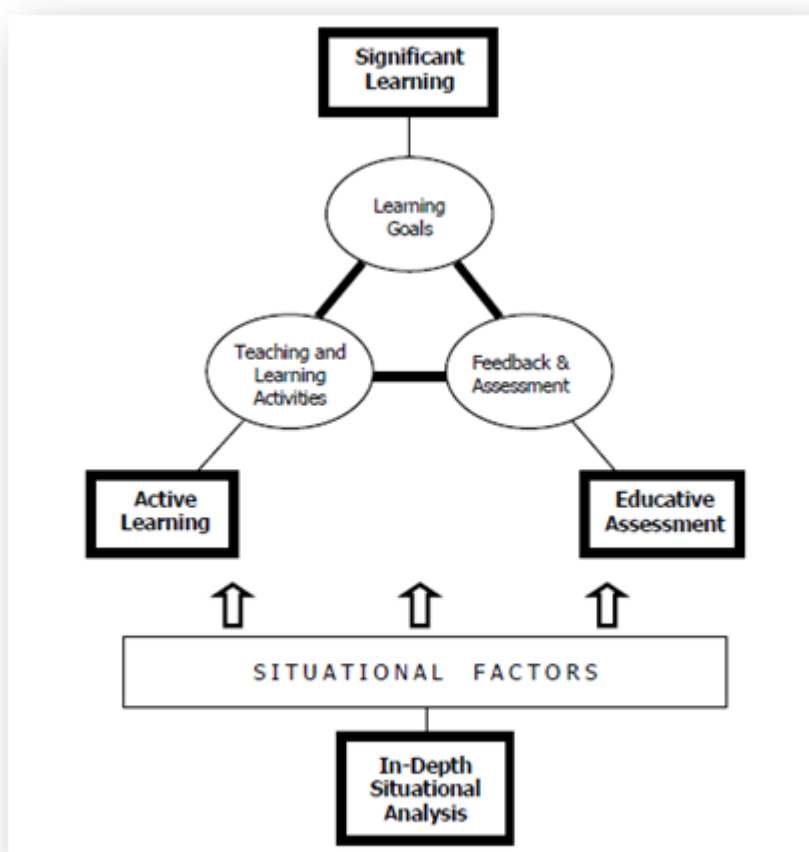 Significant
Learning
Learning
Goals
Teaching and
Learning
Activities
Feedback &
Assessment
Active
Learning
Educative
Assessment
SITUATIONAL FACTORS
In-Depth
Situational
Analysis